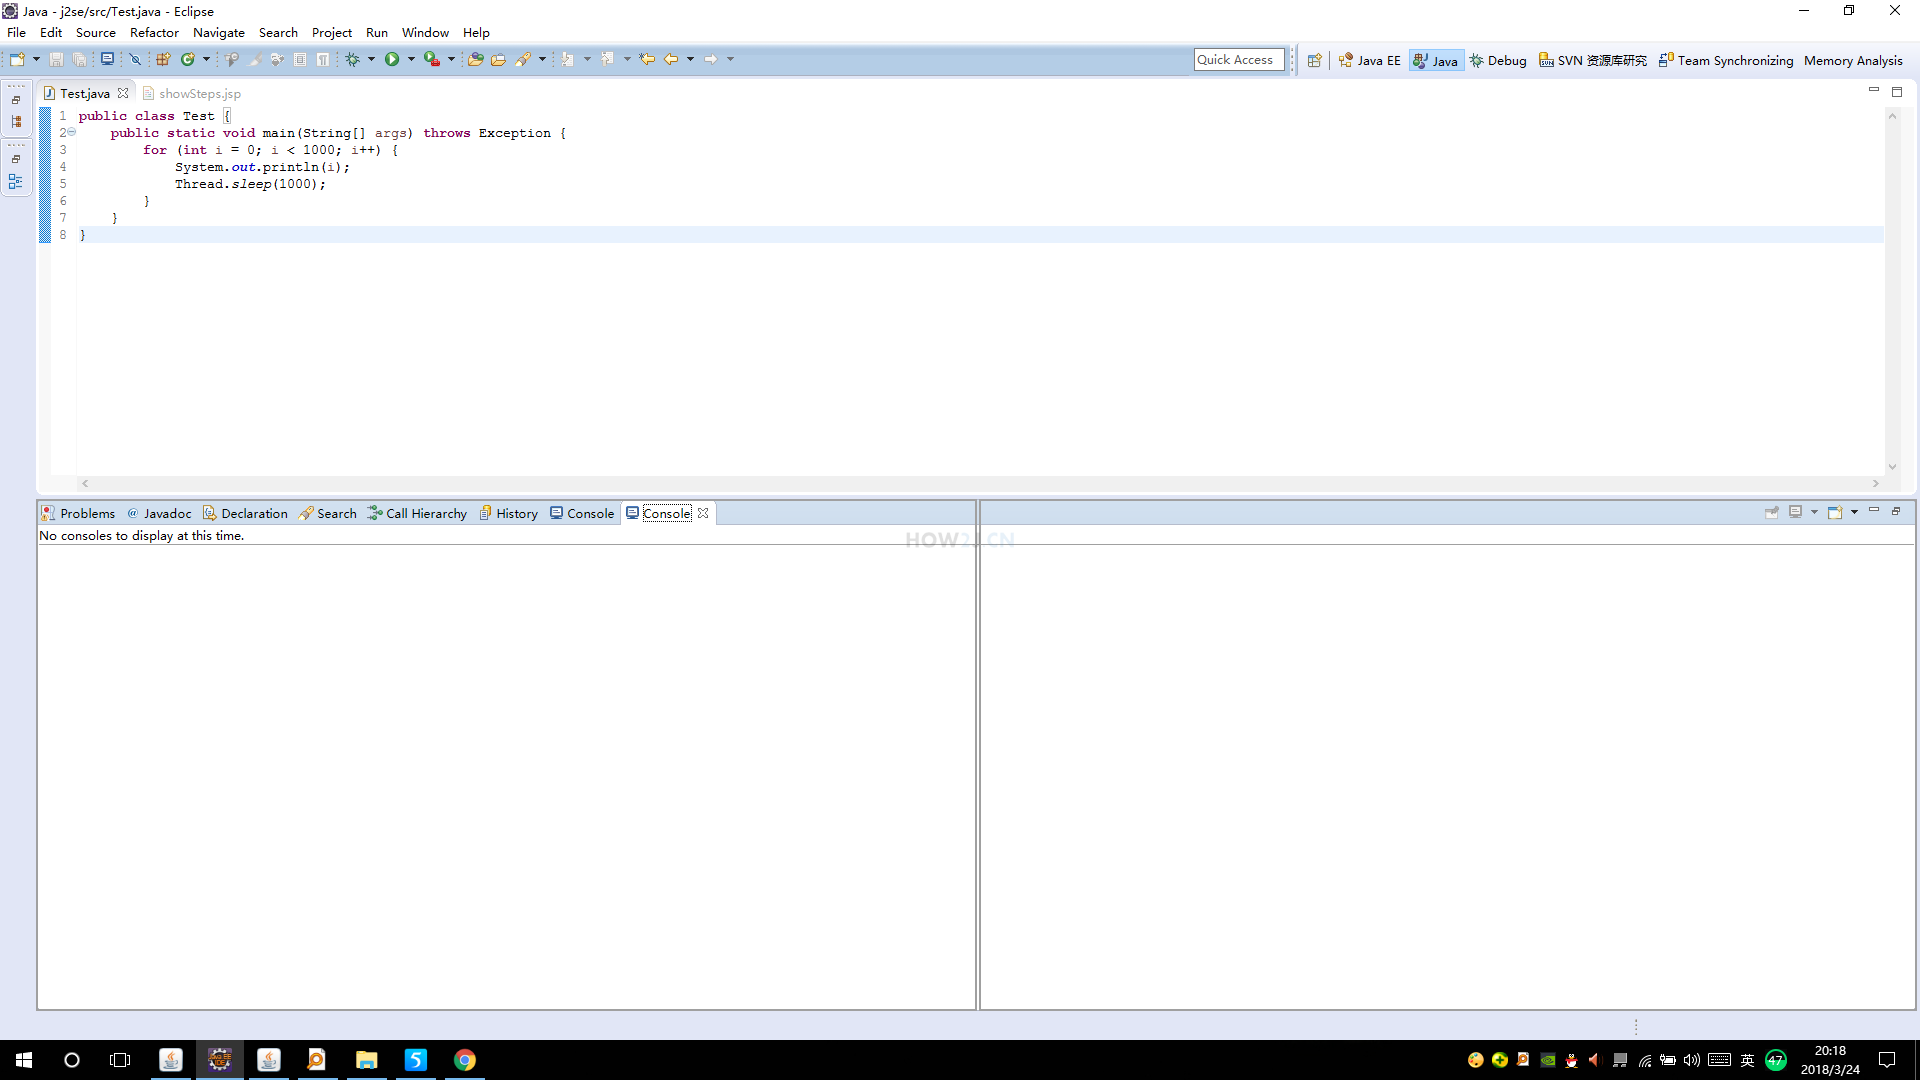 Java - j2se/src/Test.java - Eclipse
File Edit Source Refactor Navigate Search Project Run Window Help
Quick Access Java EE Java Debug SVN 资源库研究 Team Synchronizing Memory Analysis
Test.java showSteps.jsp
1 public class Test {
2 public static void main(String[] args) throws Exception {
3 for (int i = 0; i < 1000; i++) {
4 System.out.println(i);
5 Thread.sleep(1000);
6 }
7 }
8 }
Problems @ Javadoc Declaration Search Call Hierarchy History Console Console
No consoles to display at this time.
HOW2J.CN
英 47 20:18
2018/3/24